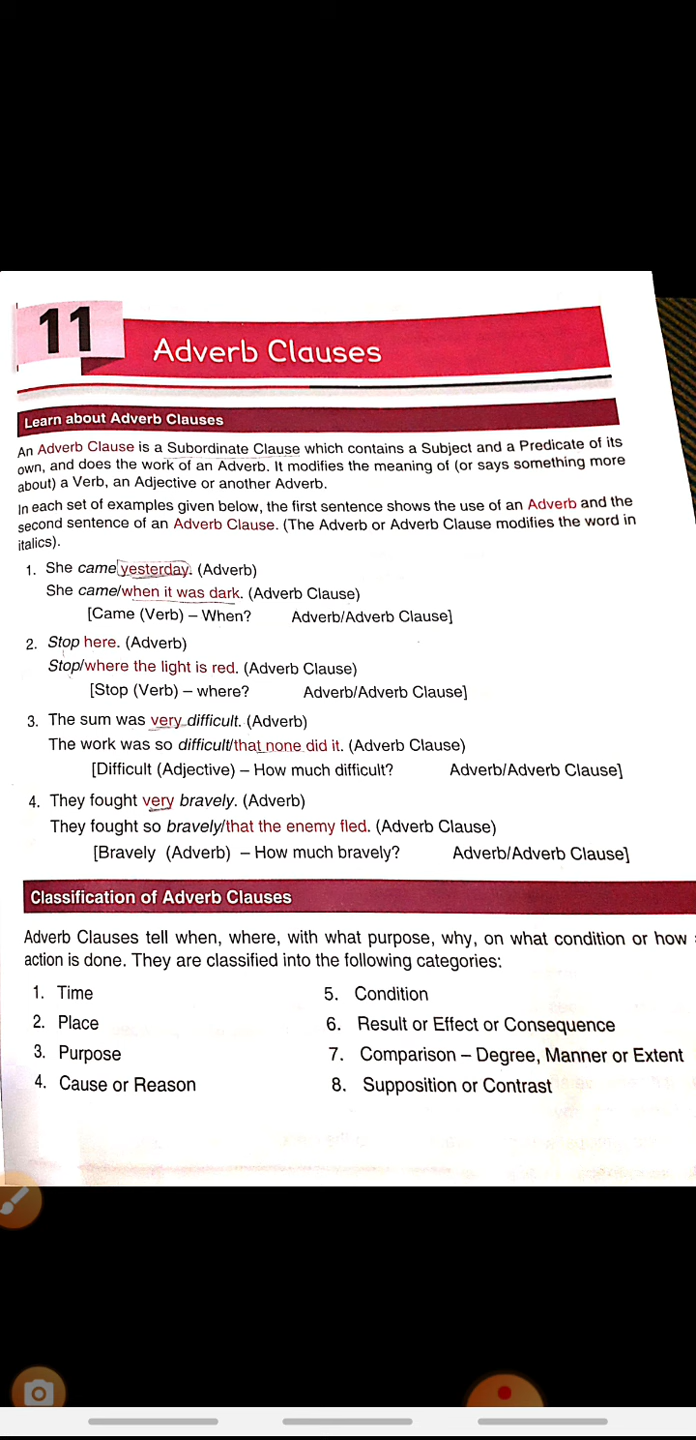 11
Adverb Clauses
Learn about Adverb Clauses
An Adverb Clause is a Subordinate Clause which contains a Subject and a Predicate of its
own, and does the work of an Adverb. It modifies the meaning of (or says something more
about) a Verb, an Adjective or another Adverb.
In each set of examples given below, the first sentence shows the use of an Adverb and the
second sentence of an Adverb Clause. (The Adverb or Adverb Clause modifies the word in
italics).
1. She came yesterday. (Adverb)
She came/when it was dark. (Adverb Clause)
[Came (Verb) – When? Adverb/Adverb Clause]
2. Stop here. (Adverb)
Stop/where the light is red. (Adverb Clause)
[Stop (Verb) – where? Adverb/Adverb Clause]
3. The sum was very difficult. (Adverb)
The work was so difficult/that none did it. (Adverb Clause)
[Difficult (Adjective) – How much difficult? Adverb/Adverb Clause]
4. They fought very bravely. (Adverb)
They fought so bravely/that the enemy fled. (Adverb Clause)
[Bravely (Adverb) – How much bravely? Adverb/Adverb Clause]
Classification of Adverb Clauses
Adverb Clauses tell when, where, with what purpose, why, on what condition or how
action is done. They are classified into the following categories:
1. Time
2. Place
3. Purpose
4. Cause or Reason
5. Condition
6. Result or Effect or Consequence
7. Comparison – Degree, Manner or Extent
8. Supposition or Contrast